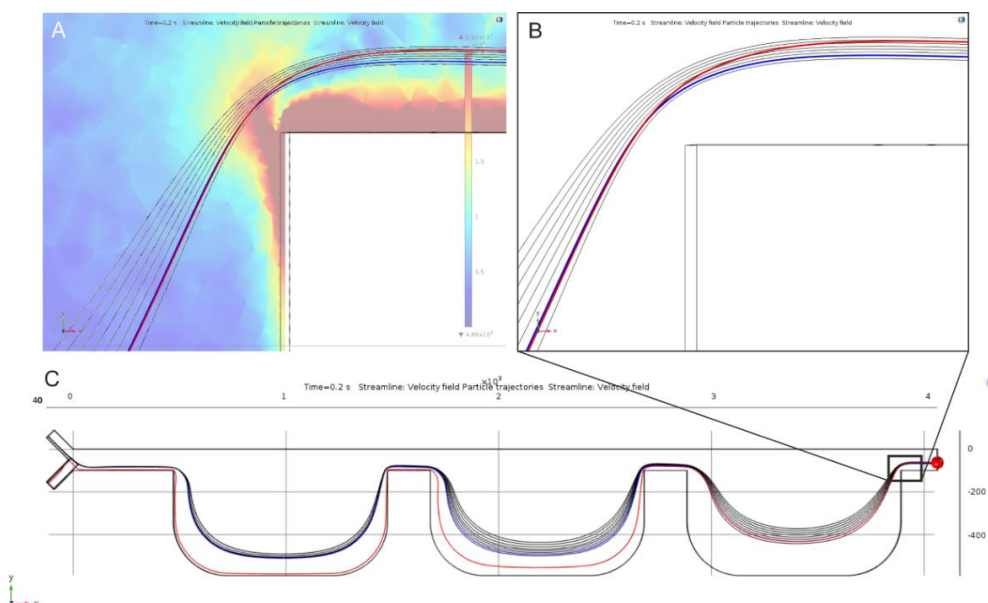 A
Time=0.2 s Streamline: Velocity field Particle trajectories Streamline: Velocity field
1.5
1
0.5
y
x
B
Time=0.2 s Streamline: Velocity field Particle trajectories Streamline: Velocity field
y
x
C
×10³
Time=0.2 s Streamline: Velocity field Particle trajectories Streamline: Velocity field
40
0
1
2
3
4
0
-200
-400
y
x